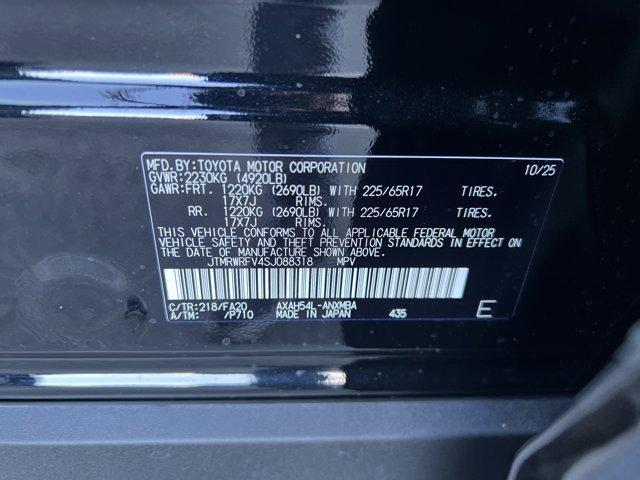 MFD.BY:TOYOTA MOTOR CORPORATION 10/25
GVWR:2230KG (4920LB)
GAWR:FRT. 1220KG (2690LB) WITH 225/65R17 TIRES.
17X7J RIMS.
RR. 1220KG (2690LB) WITH 225/65R17 TIRES.
17X7J RIMS.
THIS VEHICLE CONFORMS TO ALL APPLICABLE FEDERAL MOTOR
VEHICLE SAFETY AND THEFT PREVENTION STANDARDS IN EFFECT ON
THE DATE OF MANUFACTURE SHOWN ABOVE.
JTMRWRFV4SJ088318 MPV
C/TR:218/FA20 AXAH54L-ANXMBA
A/TM: /P710 MADE IN JAPAN 435 E